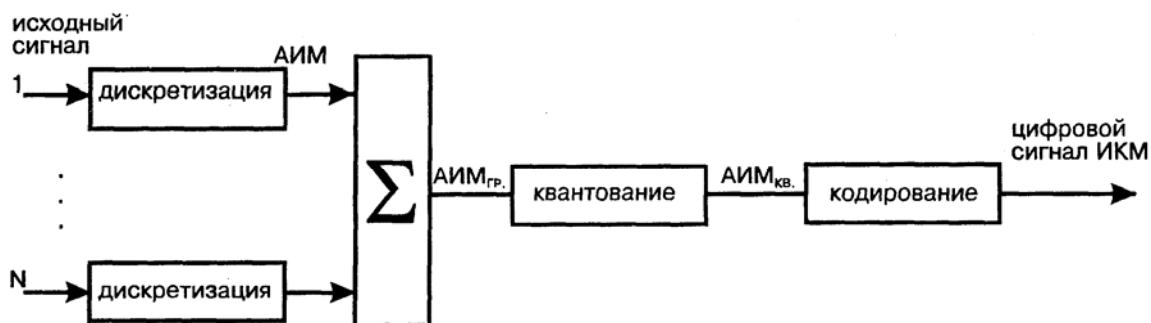 исходный
сигнал
1
дискретизация
АИМ
N
дискретизация
Σ
АИМгр.
квантование
АИМкв.
кодирование
цифровой
сигнал ИКМ